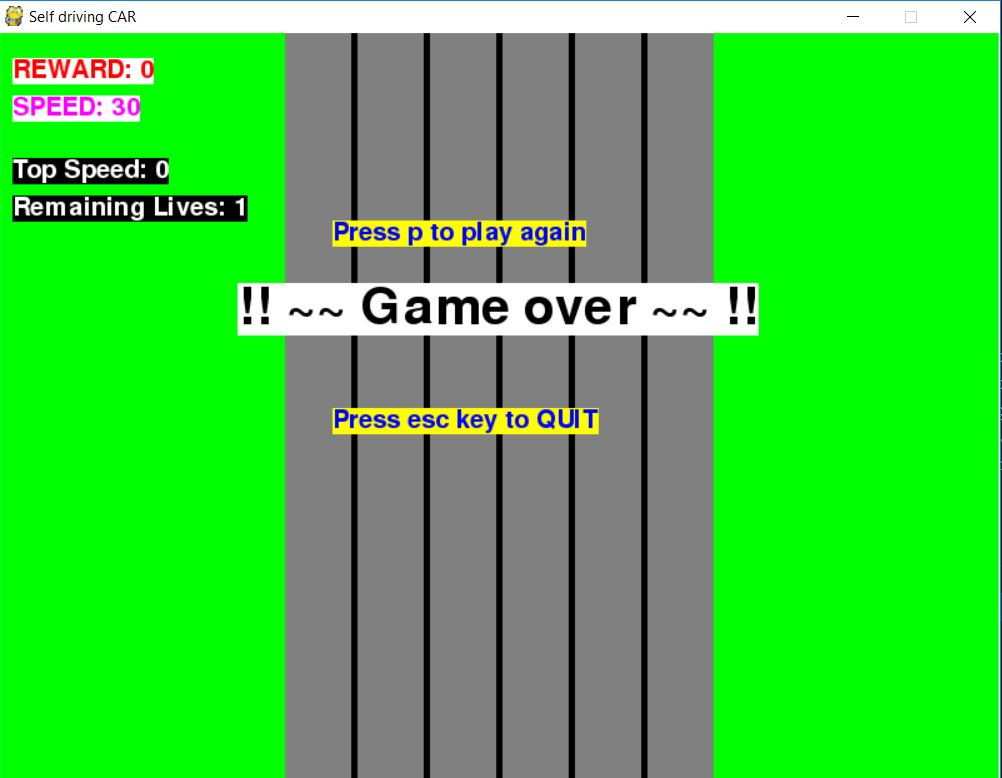 Self driving CAR
REWARD: 0
SPEED: 30
Top Speed: 0
Remaining Lives: 1
Press p to play again
!! ~~ Game over ~~ !!
Press esc key to QUIT